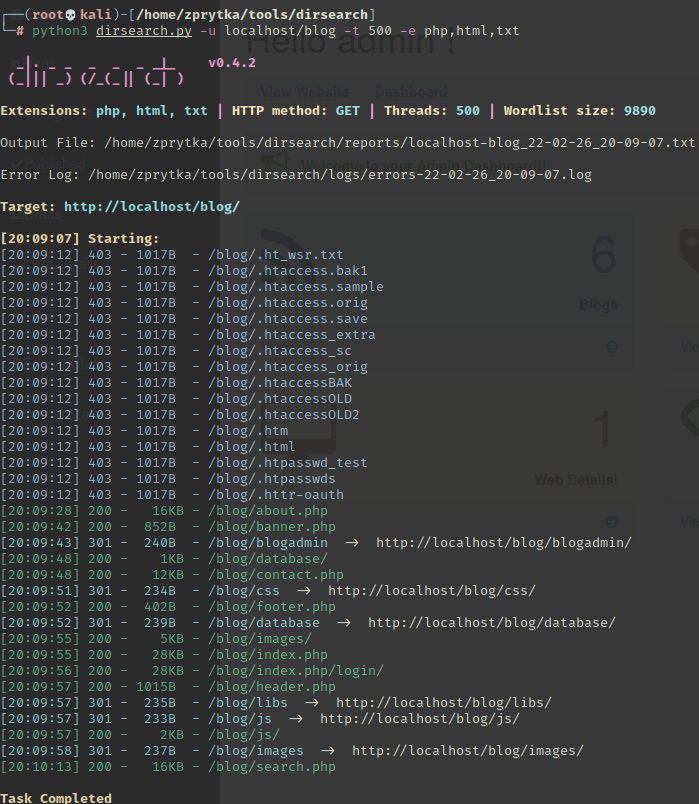 ┌──(root💀kali)-[/home/zprytka/tools/dirsearch]
└─# python3 dirsearch.py -u localhost/blog -t 500 -e php,html,txt
Hello admin !
_|. _ _  _  _  _ _|_    v0.4.2
(_||| _) (/_(_|| (_| )
View Website Dashboard
Extensions: php, html, txt | HTTP method: GET | Threads: 500 | Wordlist size: 9890
Output File: /home/zprytka/tools/dirsearch/reports/localhost-blog_22-02-26_20-09-07.txt
Published
Welcome to your Admin Dashboard!!
Error Log: /home/zprytka/tools/dirsearch/logs/errors-22-02-26_20-09-07.log
Target: http://localhost/blog/
[20:09:07] Starting:
[20:09:12] 403 - 1017B  - /blog/.ht_wsr.txt
6
[20:09:12] 403 - 1017B  - /blog/.htaccess.bak1
[20:09:12] 403 - 1017B  - /blog/.htaccess.sample
[20:09:12] 403 - 1017B  - /blog/.htaccess.orig
Blogs
[20:09:12] 403 - 1017B  - /blog/.htaccess.save
[20:09:12] 403 - 1017B  - /blog/.htaccess_extra
[20:09:12] 403 - 1017B  - /blog/.htaccess_sc
[20:09:12] 403 - 1017B  - /blog/.htaccess_orig
[20:09:12] 403 - 1017B  - /blog/.htaccessBAK
[20:09:12] 403 - 1017B  - /blog/.htaccessOLD
[20:09:12] 403 - 1017B  - /blog/.htaccessOLD2
[20:09:12] 403 - 1017B  - /blog/.htm
1
[20:09:12] 403 - 1017B  - /blog/.html
[20:09:12] 403 - 1017B  - /blog/.htpasswd_test
[20:09:12] 403 - 1017B  - /blog/.htpasswds
Web Details!
[20:09:12] 403 - 1017B  - /blog/.httr-oauth
[20:09:28] 200 -   16KB - /blog/about.php
[20:09:42] 200 -  852B  - /blog/banner.php
[20:09:43] 301 -  240B  - /blog/blogadmin  ->  http://localhost/blog/blogadmin/
[20:09:48] 200 -    1KB - /blog/database/
[20:09:48] 200 -   12KB - /blog/contact.php
[20:09:51] 301 -  234B  - /blog/css  ->  http://localhost/blog/css/
[20:09:52] 200 -  402B  - /blog/footer.php
[20:09:52] 301 -  239B  - /blog/database  ->  http://localhost/blog/database/
[20:09:55] 200 -    5KB - /blog/images/
[20:09:55] 200 -   28KB - /blog/index.php
[20:09:56] 200 -   28KB - /blog/index.php/login/
[20:09:57] 200 - 1015B  - /blog/header.php
[20:09:57] 301 -  235B  - /blog/libs  ->  http://localhost/blog/libs/
[20:09:57] 301 -  233B  - /blog/js  ->  http://localhost/blog/js/
[20:09:57] 200 -    2KB - /blog/js/
[20:09:58] 301 -  237B  - /blog/images  ->  http://localhost/blog/images/
[20:10:13] 200 -   16KB - /blog/search.php
Task Completed